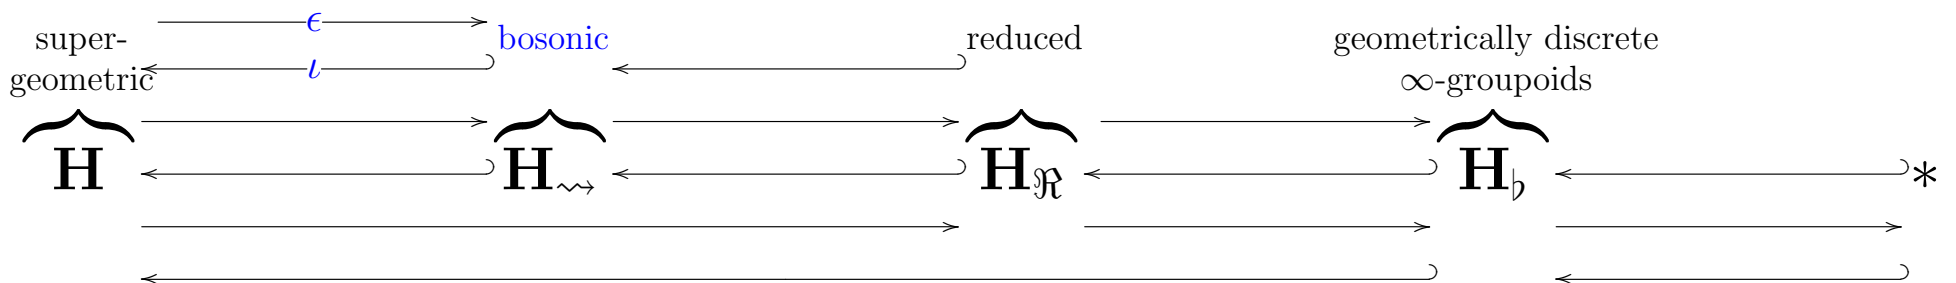 ϵ
super-
geometric
bosonic
reduced
geometrically discrete
∞-groupoids
ι
H
H⇝
Hℜ
H♭
*